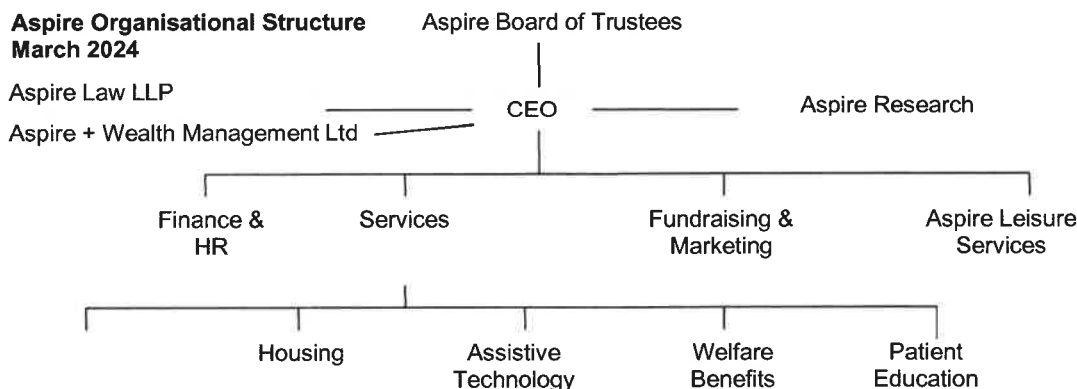 Aspire Organisational Structure
March 2024
Aspire Board of Trustees
Aspire Law LLP
CEO
Aspire Research
Aspire + Wealth Management Ltd
Finance &
HR
Services
Fundraising &
Marketing
Aspire Leisure
Services
Housing
Assistive
Technology
Welfare
Benefits
Patient
Education